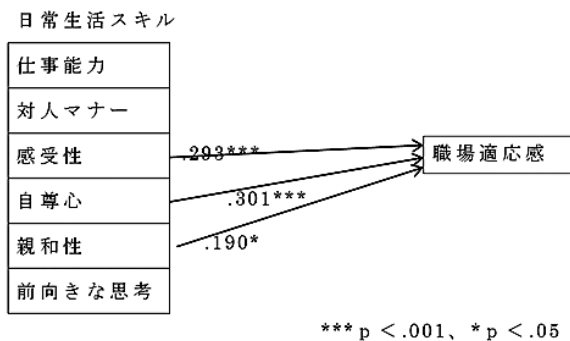 日常生活スキル
仕事能力
対人マナー
感受性
.293***
職場適応感
自尊心
.301***
親和性
.190*
前向きな思考
***p <.001、*p <.05